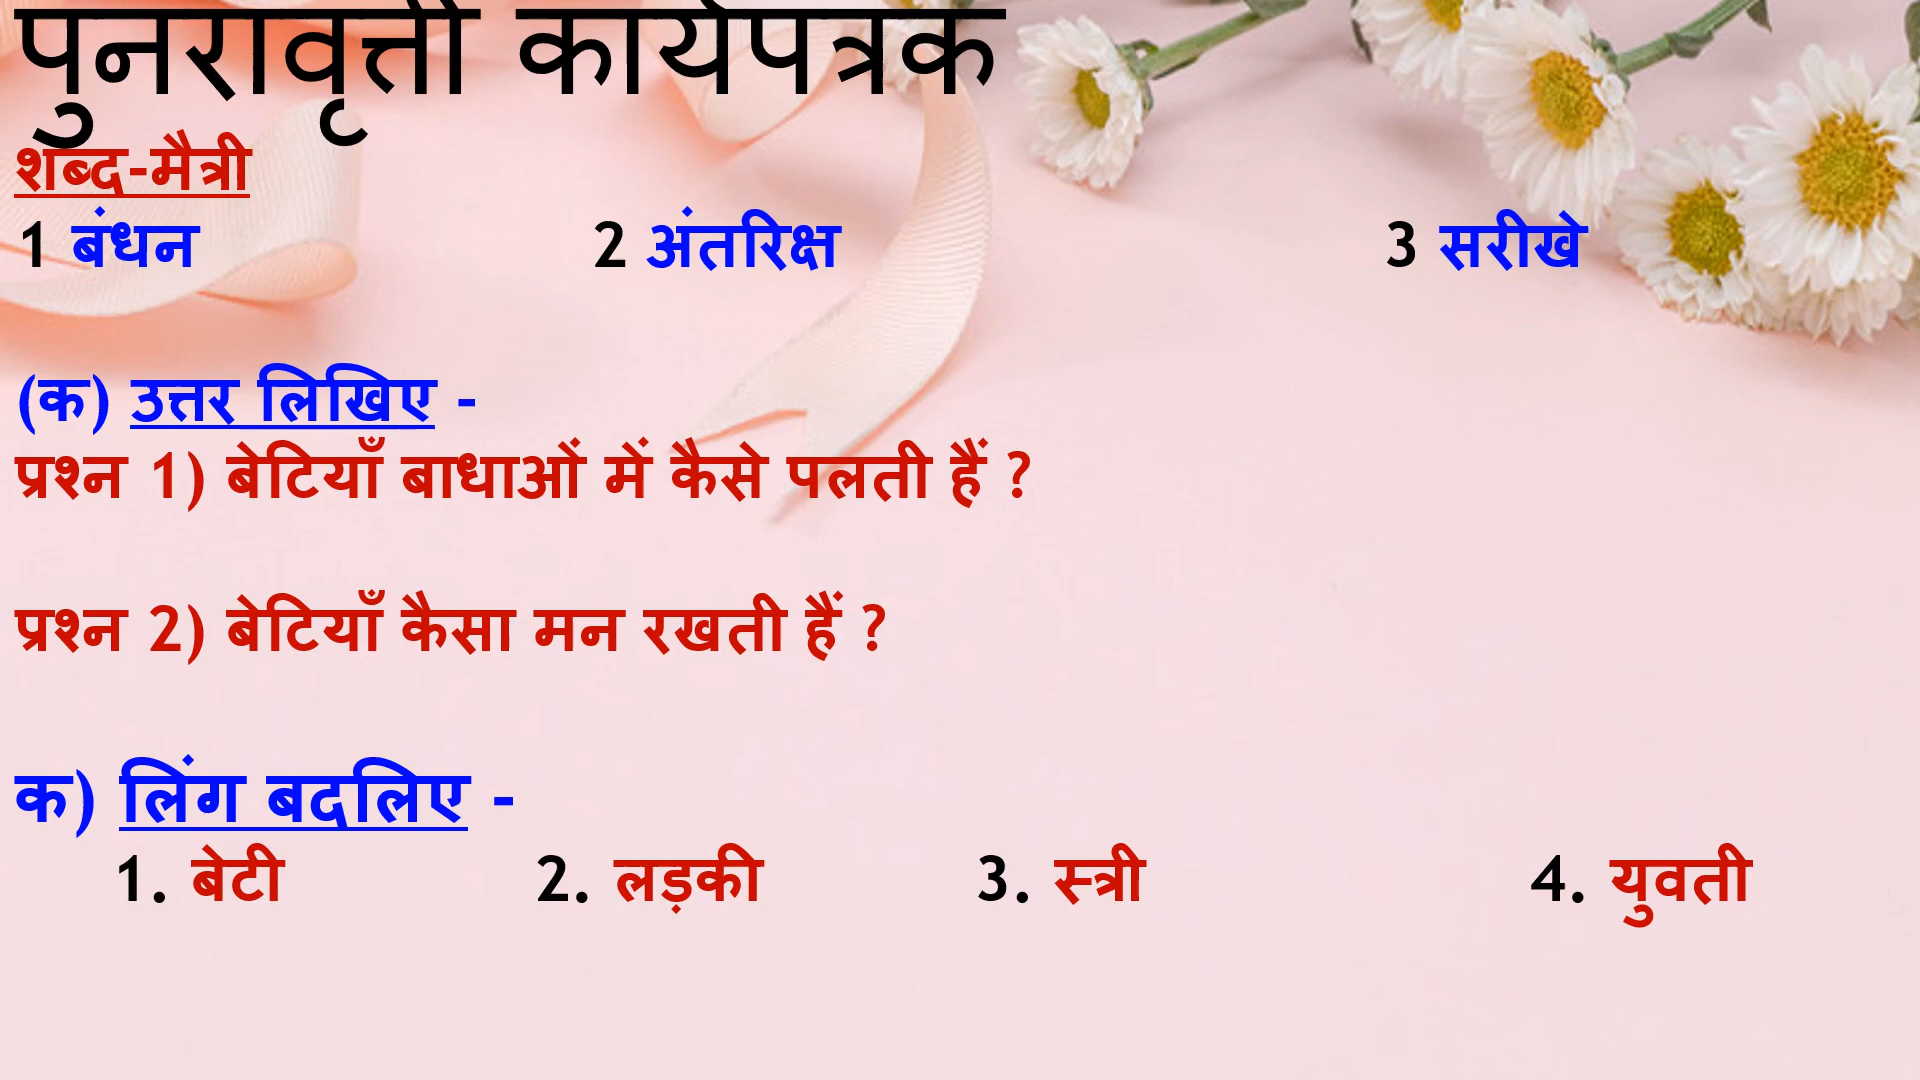 पुनरावृत्ती कार्यपत्रक
शब्द-मैत्री
1 बंधन 2 अंतरिक्ष 3 सरीखे
(क) उत्तर लिखिए -
प्रश्न 1) बेटियाँ बाधाओं में कैसे पलती हैं ?
प्रश्न 2) बेटियाँ कैसा मन रखती हैं ?
क) लिंग बदलिए -
1. बेटी 2. लड़की 3. स्त्री 4. युवती